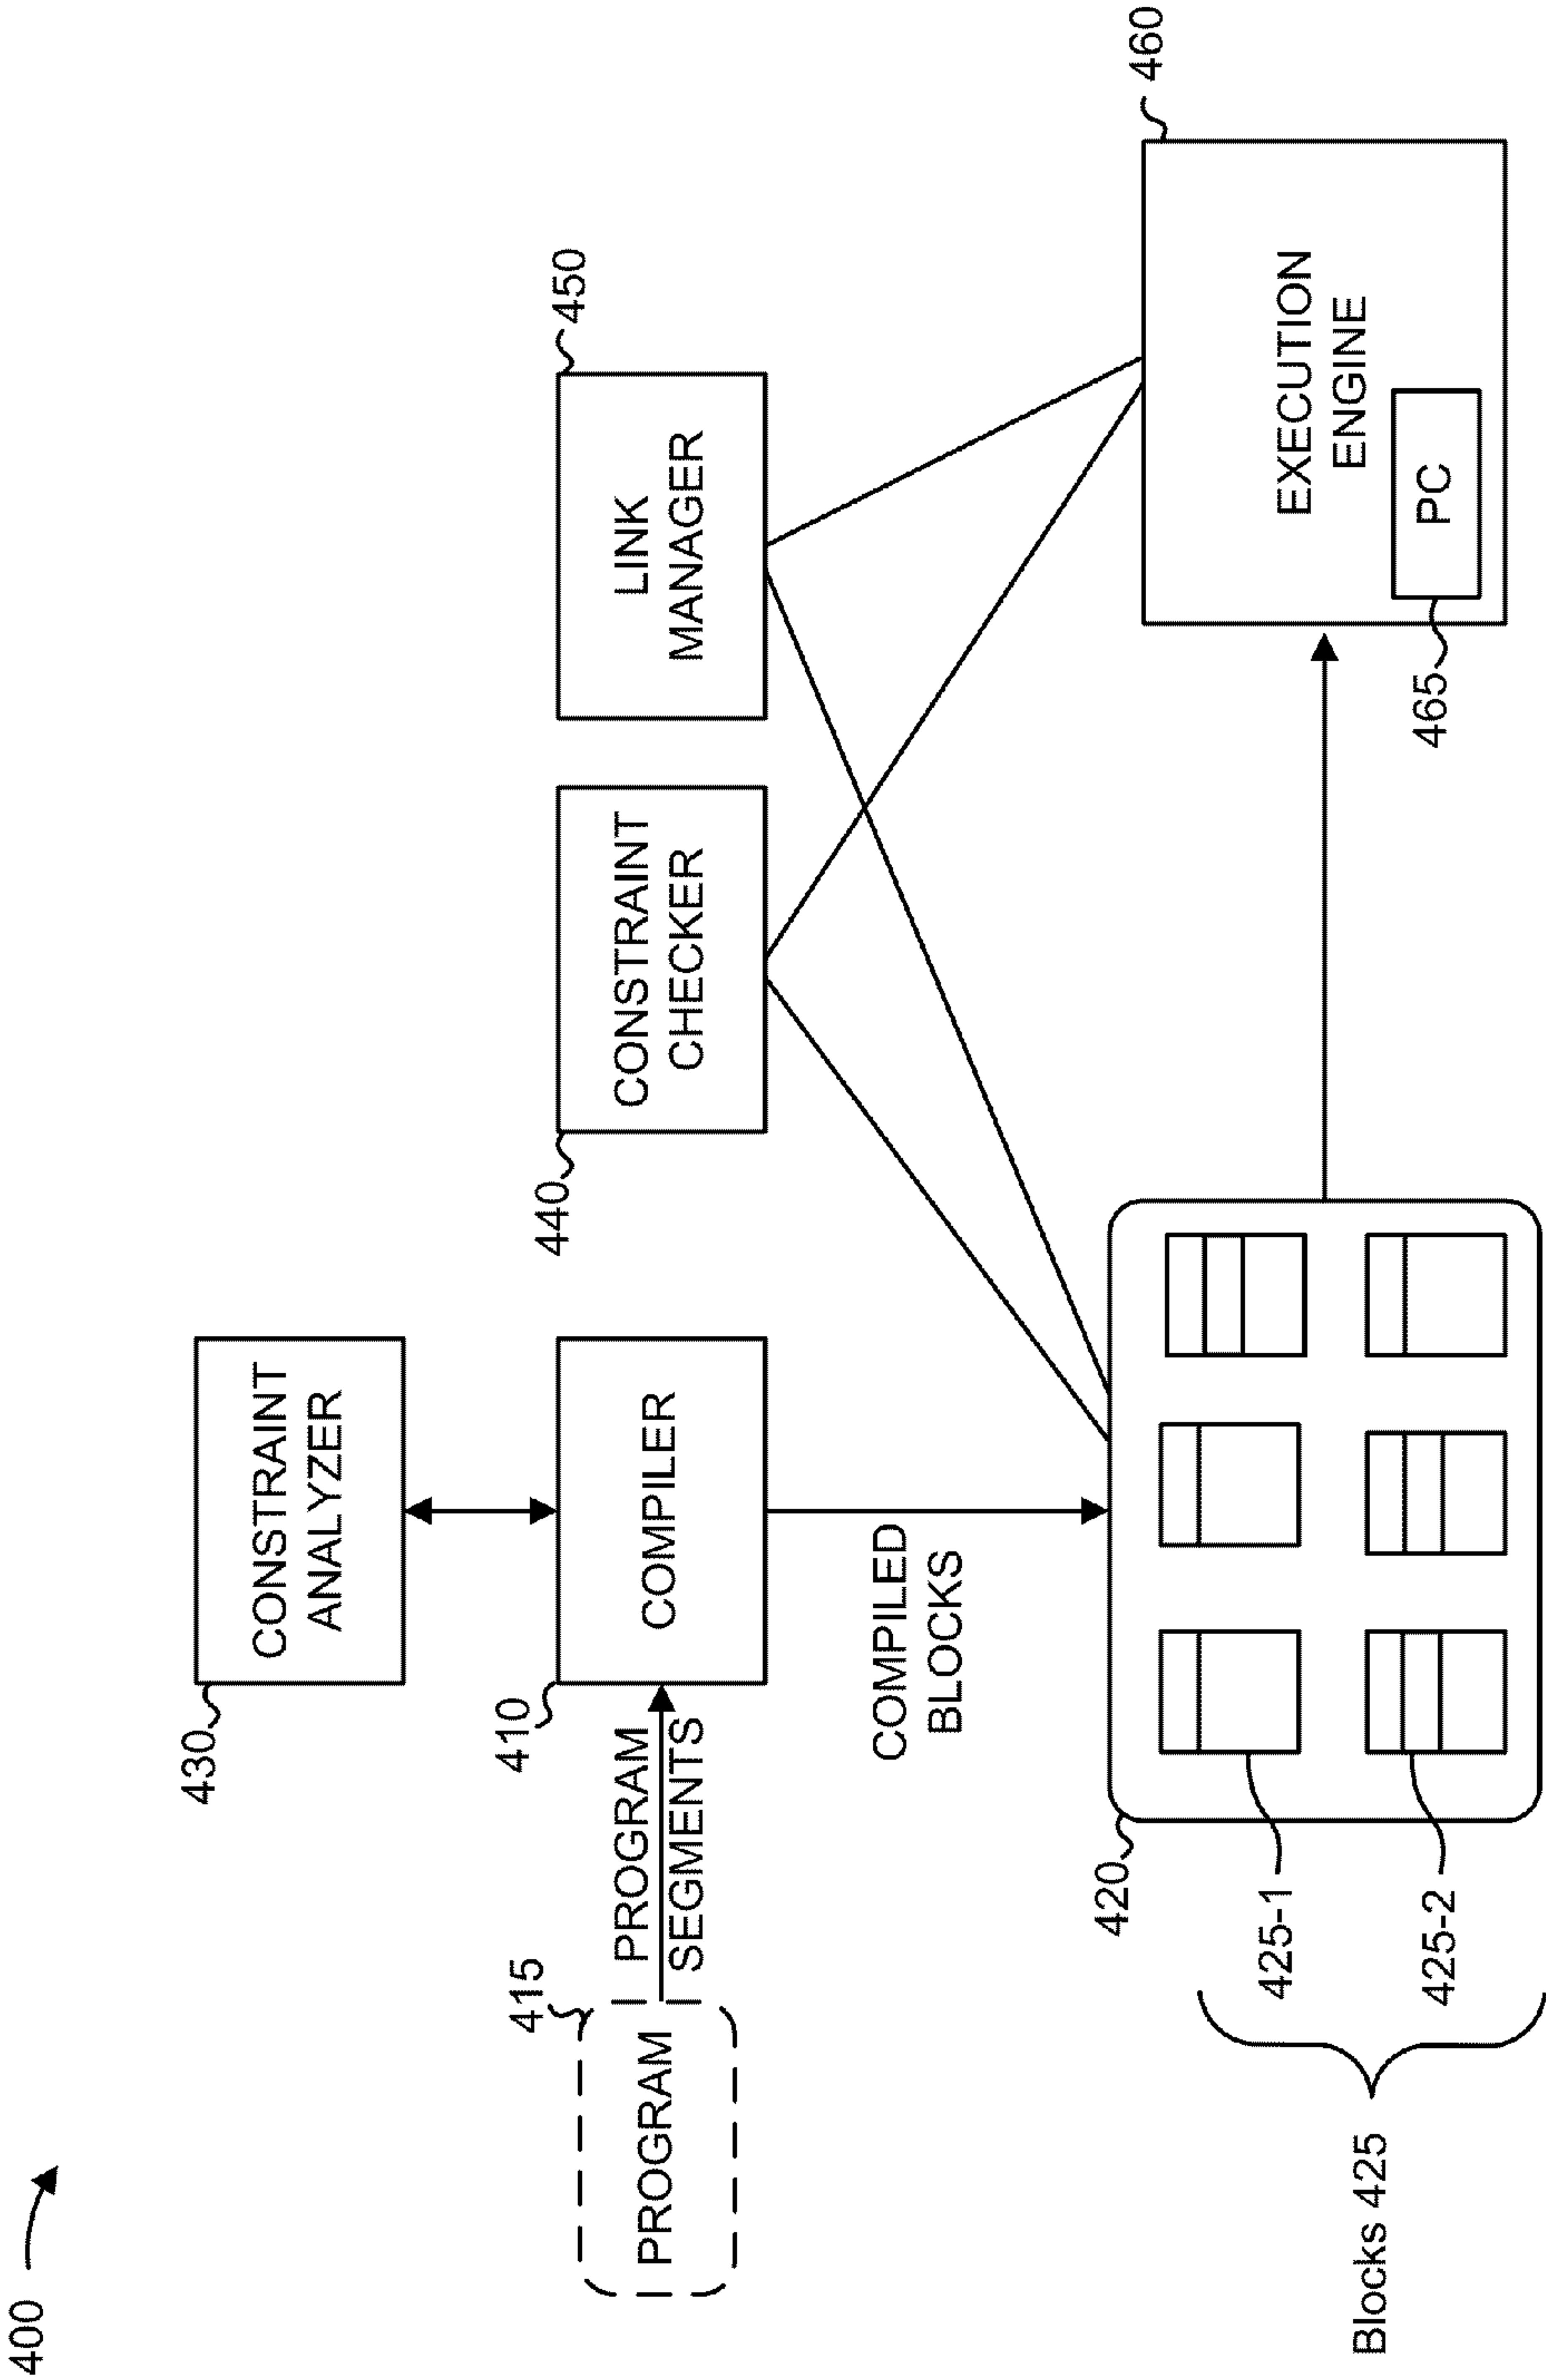 400
430
CONSTRAINT
ANALYZER
415
PROGRAM
PROGRAM
SEGMENTS
410
COMPILER
440
CONSTRAINT
CHECKER
450
LINK
MANAGER
COMPILED
BLOCKS
420
425-1
425-2
Blocks 425
460
EXECUTION
ENGINE
PC
465